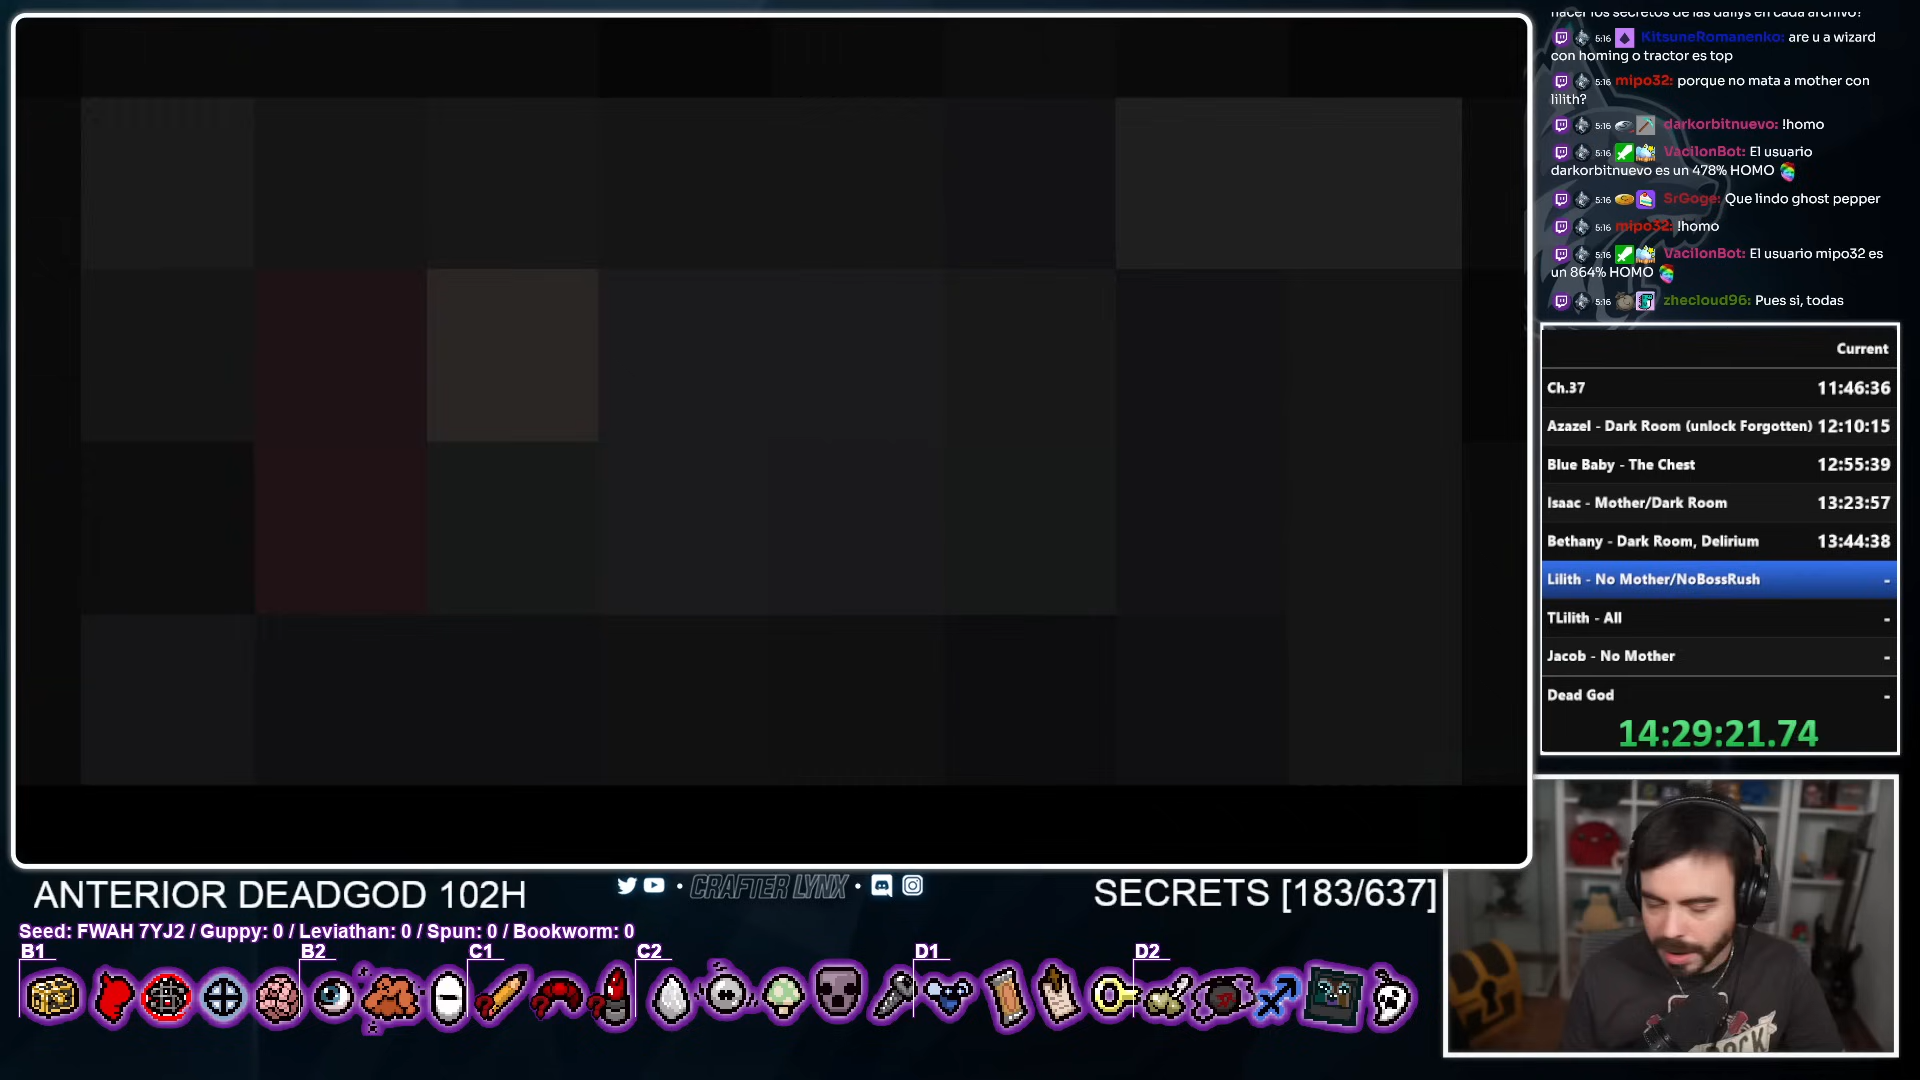 hacer los secretos de las dailys en cada archivo?
5:16 KitsuneRomanenko: are u a wizard
con homing o tractor es top
5:16 mipo32: porque no mata a mother con
lilith?
5:16 darkorbitnuevo: !homo
5:16 VacilonBot: El usuario
darkorbitnuevo es un 478% HOMO
5:16 SrGoge: Que lindo ghost pepper
5:16 mipo32: !homo
5:16 VacilonBot: El usuario mipo32 es
un 864% HOMO
5:16 zhecloud96: Pues si, todas
Current
Ch.37 11:46:36
Azazel - Dark Room (unlock Forgotten) 12:10:15
Blue Baby - The Chest 12:55:39
Isaac - Mother/Dark Room 13:23:57
Bethany - Dark Room, Delirium 13:44:38
Lilith - No Mother/NoBossRush -
TLilith - All -
Jacob - No Mother -
Dead God -
14:29:21.74
ANTERIOR DEADGOD 102H
CRAFTER LYNX
SECRETS [183/637]
Seed: FWAH 7YJ2 / Guppy: 0 / Leviathan: 0 / Spun: 0 / Bookworm: 0
B1 B2 C1 C2 D1 D2